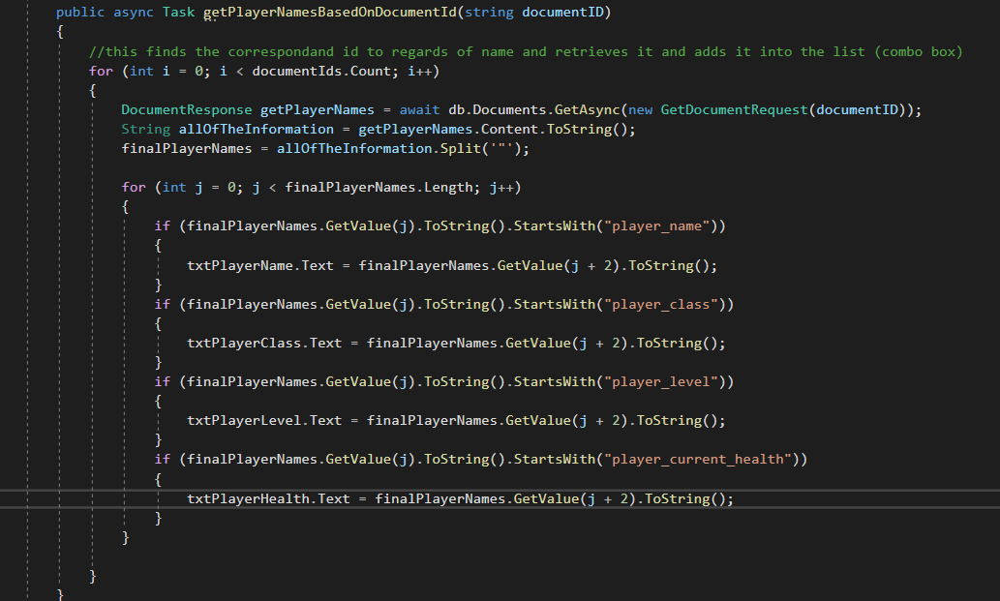 public async Task getPlayerNamesBasedOnDocumentId(string documentID)
{
//this finds the correspondand id to regards of name and retrieves it and adds it into the list (combo box)
for (int i = 0; i < documentIds.Count; i++)
{
DocumentResponse getPlayerNames = await db.Documents.GetAsync(new GetDocumentRequest(documentID));
String allOfTheInformation = getPlayerNames.Content.ToString();
finalPlayerNames = allOfTheInformation.Split('"');
for (int j = 0; j < finalPlayerNames.Length; j++)
{
if (finalPlayerNames.GetValue(j).ToString().StartsWith("player_name"))
{
txtPlayerName.Text = finalPlayerNames.GetValue(j + 2).ToString();
}
if (finalPlayerNames.GetValue(j).ToString().StartsWith("player_class"))
{
txtPlayerClass.Text = finalPlayerNames.GetValue(j + 2).ToString();
}
if (finalPlayerNames.GetValue(j).ToString().StartsWith("player_level"))
{
txtPlayerLevel.Text = finalPlayerNames.GetValue(j + 2).ToString();
}
if (finalPlayerNames.GetValue(j).ToString().StartsWith("player_current_health"))
{
txtPlayerHealth.Text = finalPlayerNames.GetValue(j + 2).ToString();
}
}
}
}